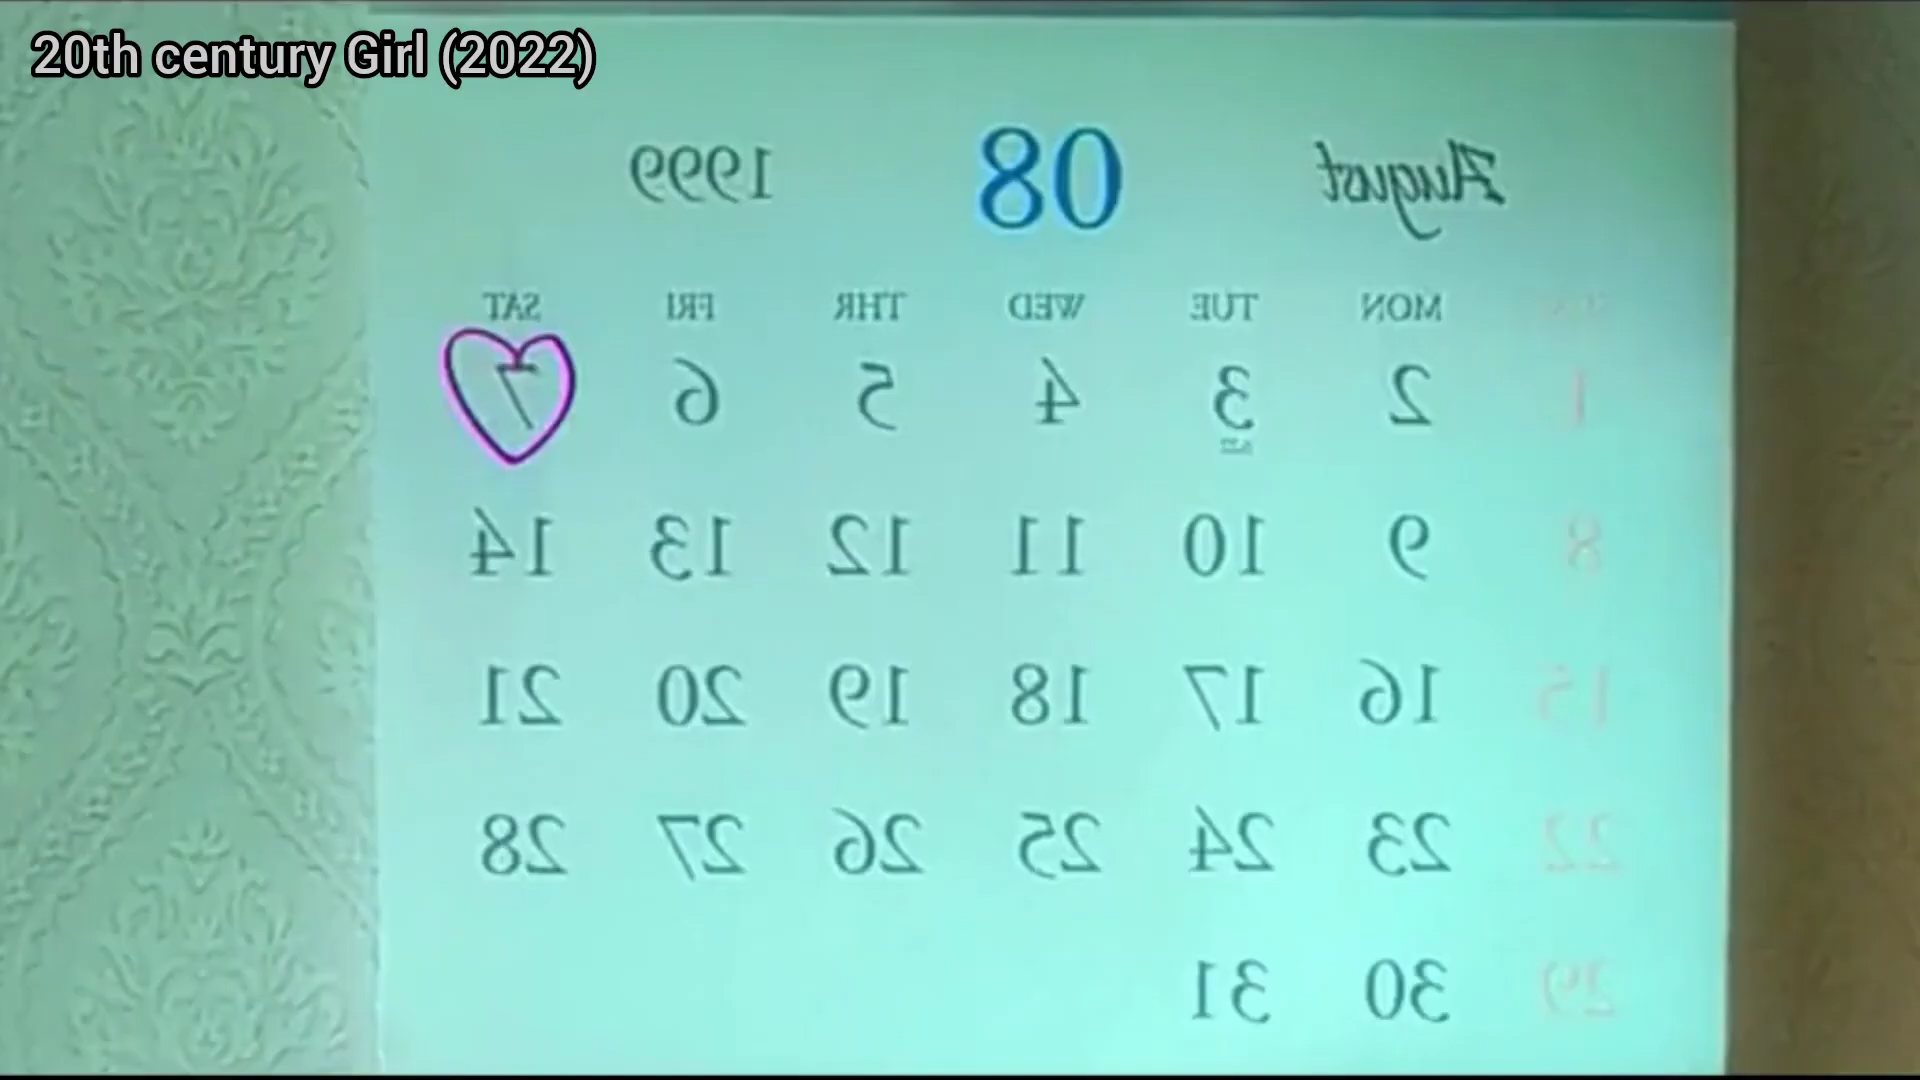 20th century Girl (2022)
August 08 1999
MON TUE WED THR FRI SAT
1 2 3 4 5 6 7
8 9 10 11 12 13 14
15 16 17 18 19 20 21
22 23 24 25 26 27 28
29 30 31